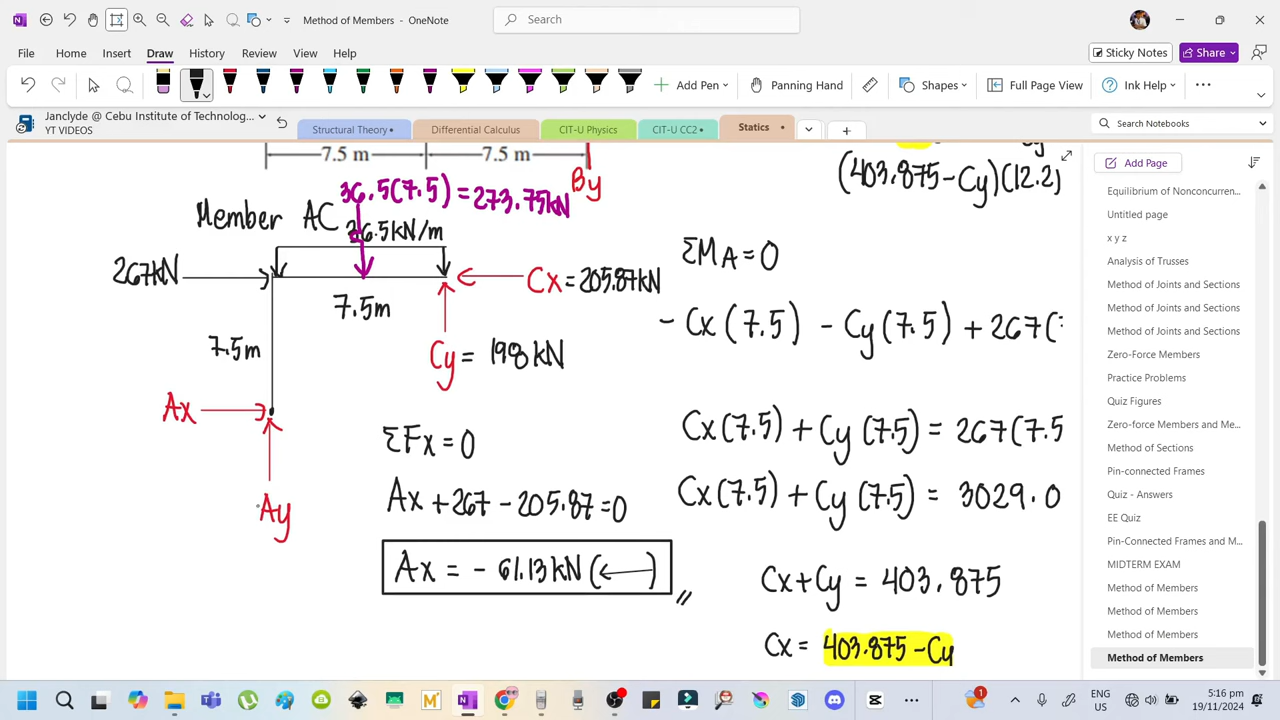 Method of Members - OneNote
Search
File Home Insert Draw History Review View Help
Sticky Notes
Share
Add Pen
Panning Hand
Shapes
Full Page View
Ink Help
Janclyde @ Cebu Institute of Technolog...
YT VIDEOS
Structural Theory
Differential Calculus
CIT-U Physics
CIT-U CC2
Statics
Search Notebooks
7.5 m 7.5 m
By
36.5(7.5) = 273.75kN
Member AC
36.5kN/m
267kN
Cx = 205.87kN
7.5m
7.5m
Cy = 198 kN
Ax
Ay
ΣFx = 0
Ax + 267 - 205.87 = 0
Ax = - 61.13kN (←)
(403.875 - Cy)(12.2)
ΣMA = 0
- Cx (7.5) - Cy (7.5) + 267(
Cx (7.5) + Cy (7.5) = 267(7.5
Cx (7.5) + Cy (7.5) = 3029.0
Cx + Cy = 403.875
Cx = 403.875 - Cy
Add Page
Equilibrium of Nonconcurren...
Untitled page
x y z
Analysis of Trusses
Method of Joints and Sections
Method of Joints and Sections
Method of Joints and Sections
Zero-Force Members
Practice Problems
Quiz Figures
Zero-force Members and Me...
Method of Sections
Pin-connected Frames
Quiz - Answers
EE Quiz
Pin-Connected Frames and M...
MIDTERM EXAM
Method of Members
Method of Members
Method of Members
Method of Members
1
ENG
US
5:16 pm
19/11/2024